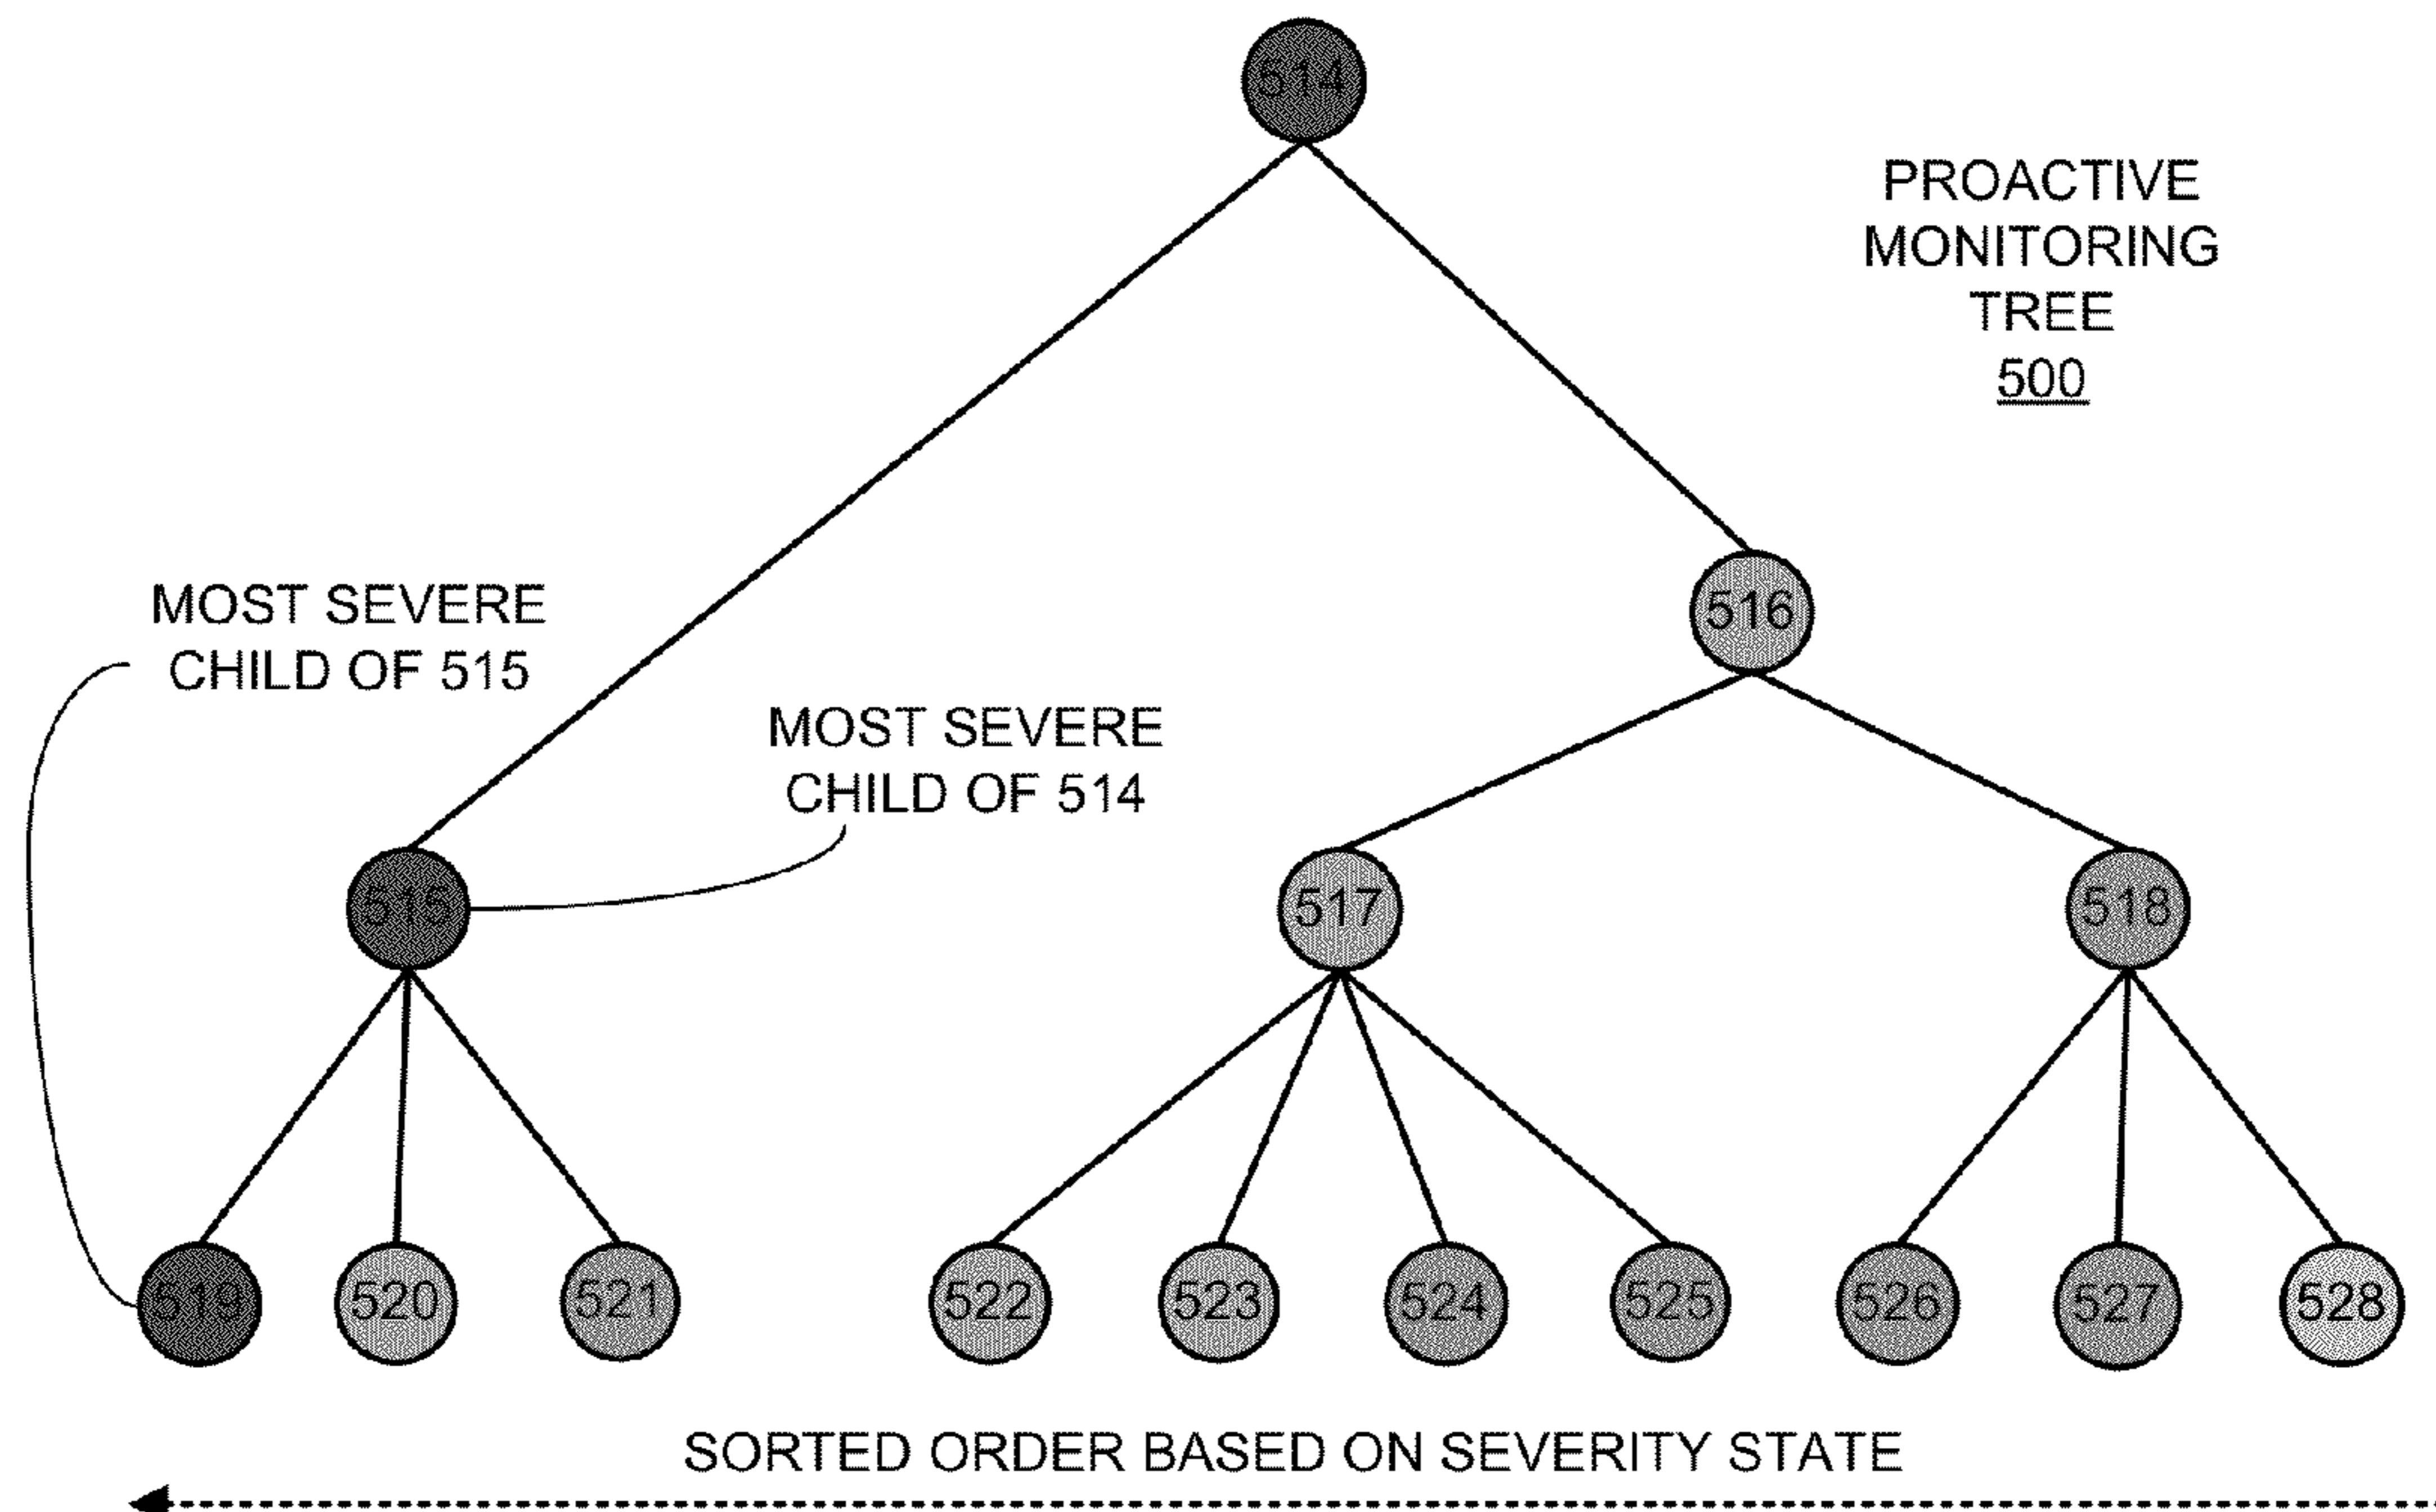 514
PROACTIVE
MONITORING
TREE
500
516
MOST SEVERE
CHILD OF 515
MOST SEVERE
CHILD OF 514
515
517
518
519
520
521
522
523
524
525
526
527
528
SORTED ORDER BASED ON SEVERITY STATE